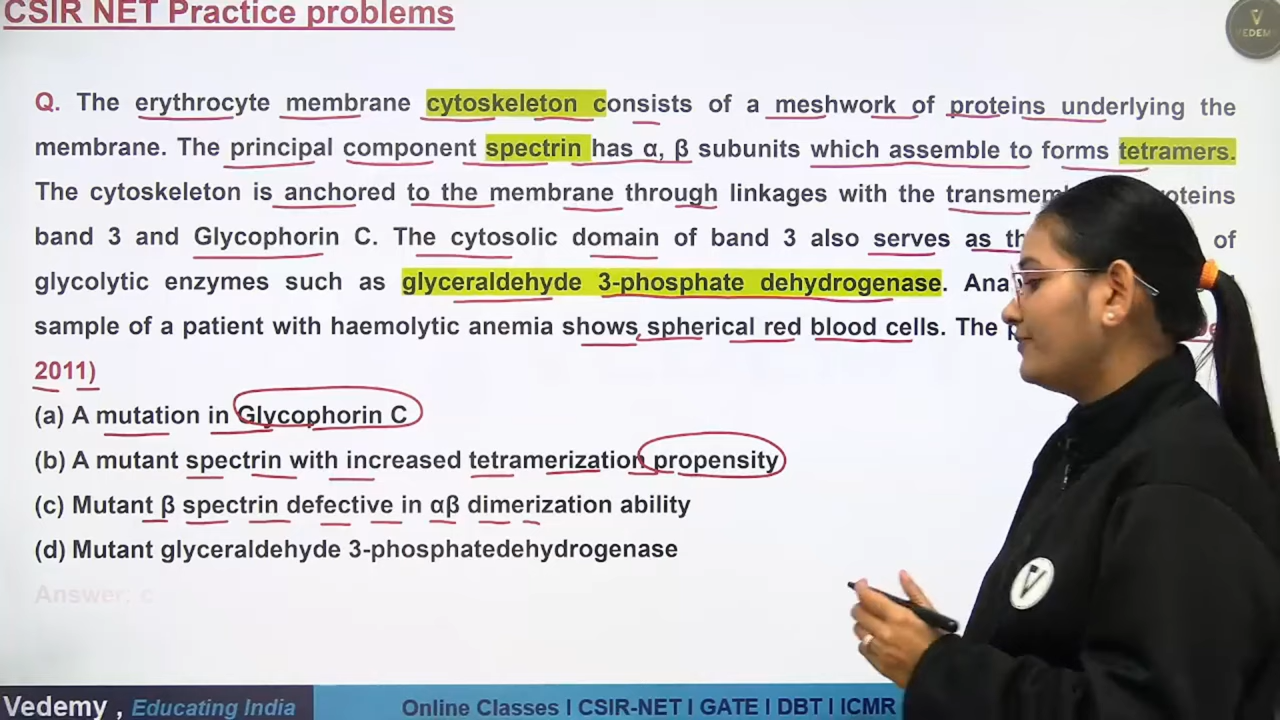 CSIR NET Practice problems
V
VEDEM
Q. The erythrocyte membrane cytoskeleton consists of a meshwork of proteins underlying the
membrane. The principal component spectrin has α, β subunits which assemble to forms tetramers.
The cytoskeleton is anchored to the membrane through linkages with the
band 3 and Glycophorin C. The cytosolic domain of band 3 also serves as of
glycolytic enzymes such as glyceraldehyde 3-phosphate dehydrogenase.
sample of a patient with haemolytic anemia shows spherical red blood cells. The
2011)
(a) A mutation in Glycophorin C
(b) A mutant spectrin with increased tetramerization propensity
(c) Mutant β spectrin defective in αβ dimerization ability
(d) Mutant glyceraldehyde 3-phosphatedehydrogenase
Answer; c
V
Vedemy , Educating India
Online Classes I CSIR-NET I GATE I DBT I ICMR